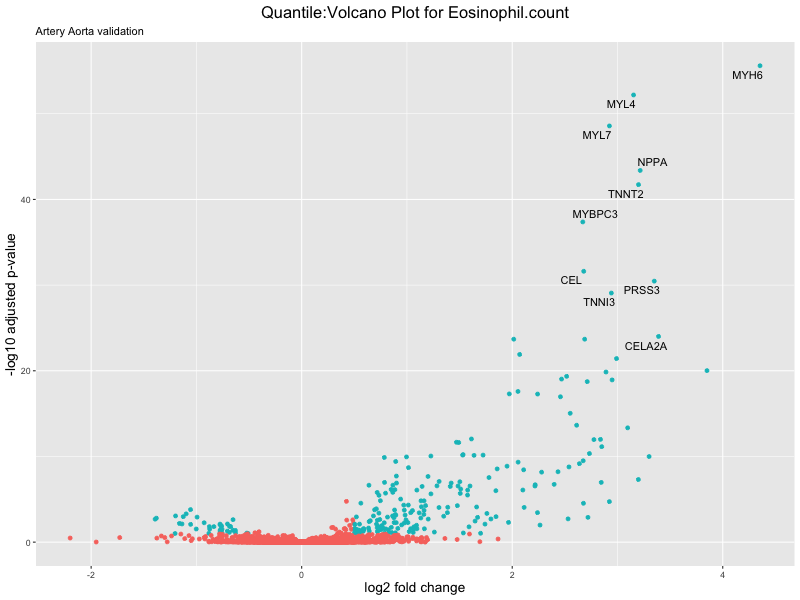 Quantile:Volcano Plot for Eosinophil.count
Artery Aorta validation
MYH6
MYL4
MYL7
NPPA
TNNT2
MYBPC3
CEL
PRSS3
TNNI3
CELA2A
40
20
0
-log10 adjusted p-value
-2
0
2
4
log2 fold change